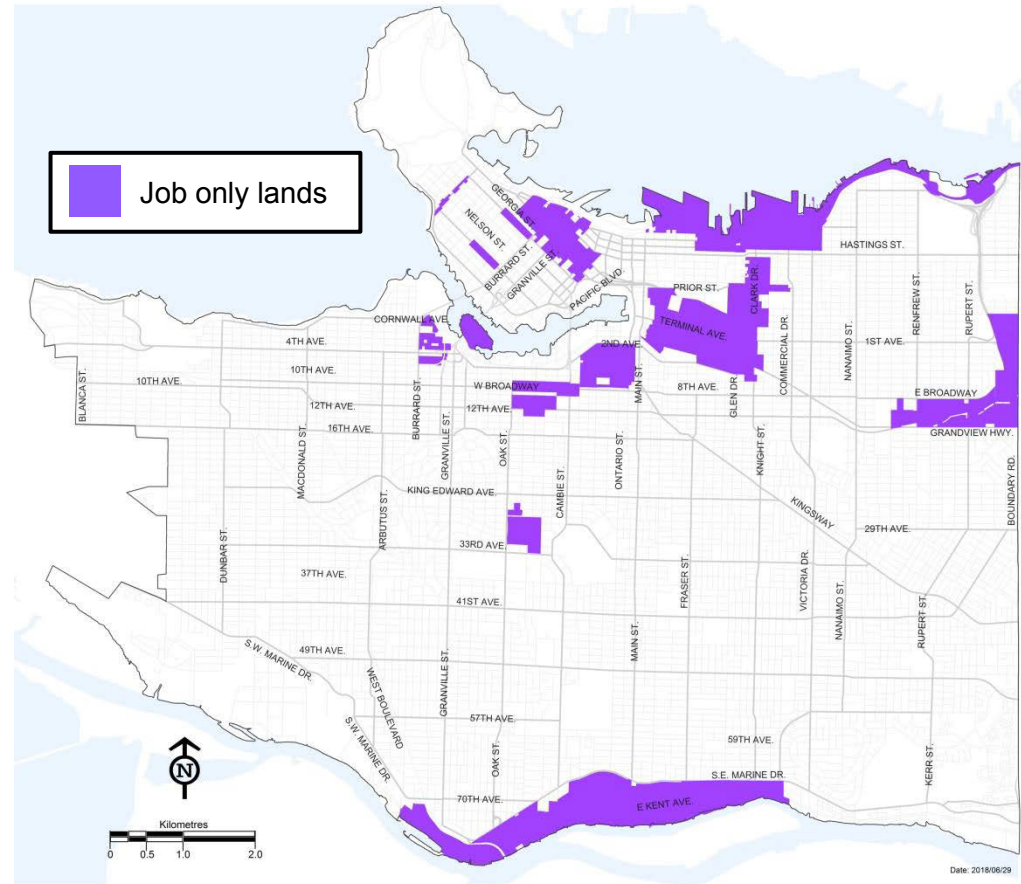 Job only lands
GEORGIA ST.
NELSON ST.
BURRARD ST.
GRANVILLE ST.
PACIFIC BLVD.
HASTINGS ST.
PRIOR ST.
CLARK DR.
TERMINAL AVE.
CORNWALL AVE.
4TH AVE.
2ND AVE.
1ST AVE.
COMMERCIAL DR.
NANAIMO ST.
RENFREW ST.
RUPERT ST.
BLANCA ST.
10TH AVE.
10TH AVE.
W BROADWAY
8TH AVE.
E BROADWAY
MAIN ST.
GLEN DR.
12TH AVE.
12TH AVE.
16TH AVE.
BURRARD ST.
GRANVILLE ST.
OAK ST.
GRANDVIEW HWY.
MACDONALD ST.
CAMBIE ST.
ONTARIO ST.
KNIGHT ST.
BOUNDARY RD.
KING EDWARD AVE.
KINGSWAY
ARBUTUS ST.
29TH AVE.
33RD AVE.
DUNBAR ST.
37TH AVE.
FRASER ST.
VICTORIA DR.
41ST AVE.
NANAIMO ST.
RUPERT ST.
MAIN ST.
S.W. MARINE DR.
49TH AVE.
GRANVILLE ST.
WEST BOULEVARD
57TH AVE.
S.W. MARINE DR.
OAK ST.
59TH AVE.
KERR ST.
S.E. MARINE DR.
70TH AVE.
E KENT AVE.
N
Kilometres
0 0.5 1.0 2.0
Date: 2018/06/29